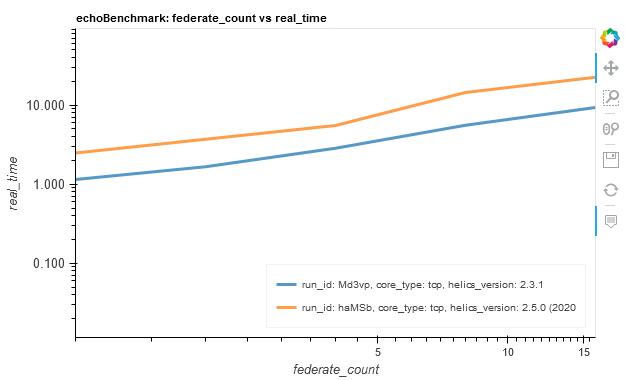 echoBenchmark: federate_count vs real_time
10.000
1.000
0.100
real_time
run_id: Md3vp, core_type: tcp, helics_version: 2.3.1
run_id: haMSb, core_type: tcp, helics_version: 2.5.0 (2020
5
10
15
federate_count